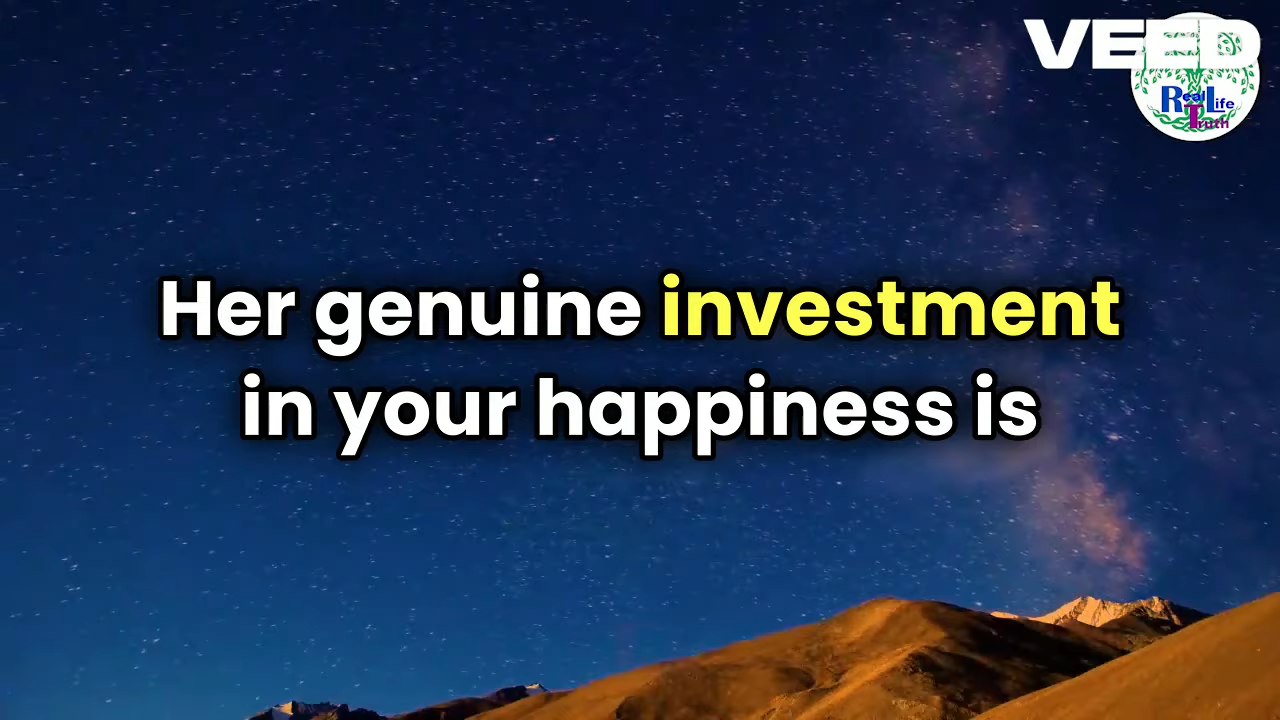 VEED
Real Life
Truth
Her genuine investment
in your happiness is